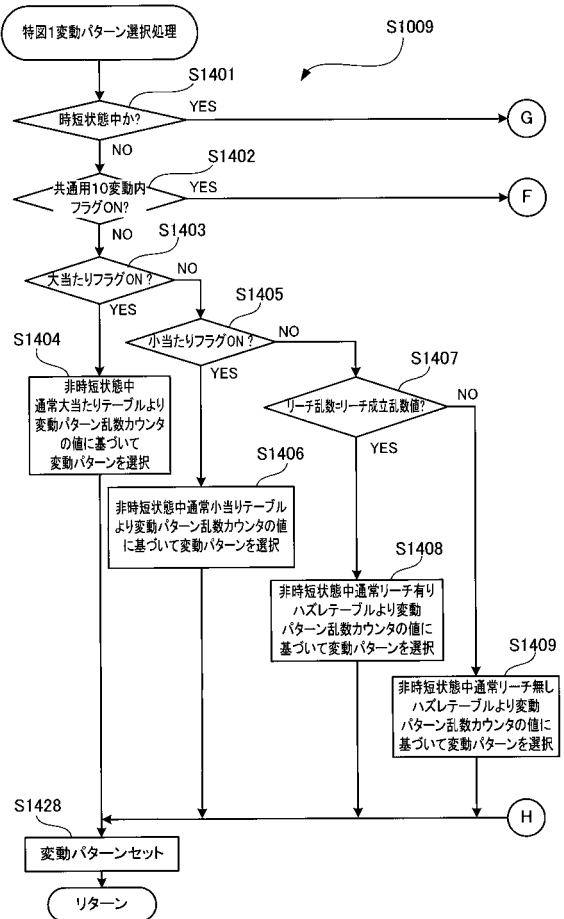 特図1変動パターン選択処理
S1009
S1401
時短状態中か?
YES
G
NO
S1402
共通用10変動内
フラグON?
YES
F
NO
S1403
大当たりフラグON?
NO
YES
S1405
小当たりフラグON?
NO
YES
S1404
非時短状態中
通常大当たりテーブルより
変動パターン乱数カウンタ
の値に基づいて
変動パターンを選択
S1407
リーチ乱数=リーチ成立乱数値?
NO
YES
S1406
非時短状態中通常小当りテーブル
より変動パターン乱数カウンタの値
に基づいて変動パターンを選択
S1408
非時短状態中通常リーチ有り
ハズレテーブルより変動
パターン乱数カウンタの値に
基づいて変動パターンを選択
S1409
非時短状態中通常リーチ無し
ハズレテーブルより変動
パターン乱数カウンタの値に
基づいて変動パターンを選択
H
S1428
変動パターンセット
リターン